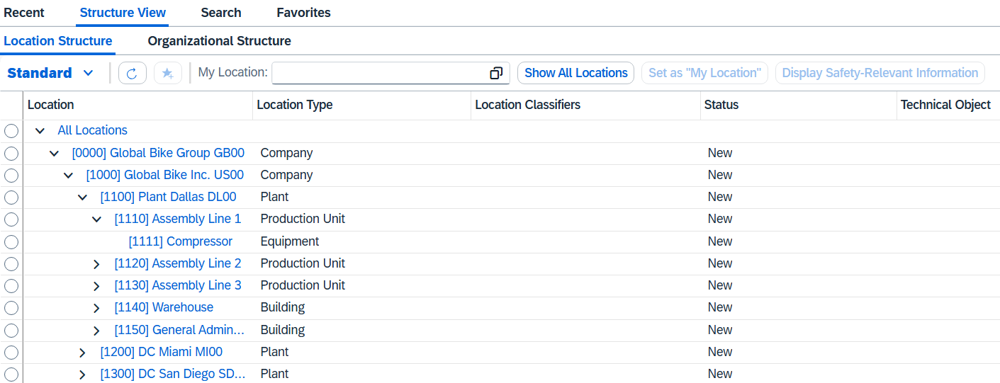 Recent Structure View Search Favorites
Location Structure Organizational Structure
Standard My Location: Show All Locations Set as "My Location" Display Safety-Relevant Information
Location Location Type Location Classifiers Status Technical Object
All Locations
[0000] Global Bike Group GB00 Company New
[1000] Global Bike Inc. US00 Company New
[1100] Plant Dallas DL00 Plant New
[1110] Assembly Line 1 Production Unit New
[1111] Compressor Equipment New
[1120] Assembly Line 2 Production Unit New
[1130] Assembly Line 3 Production Unit New
[1140] Warehouse Building New
[1150] General Admin... Building New
[1200] DC Miami MI00 Plant New
[1300] DC San Diego SD... Plant New